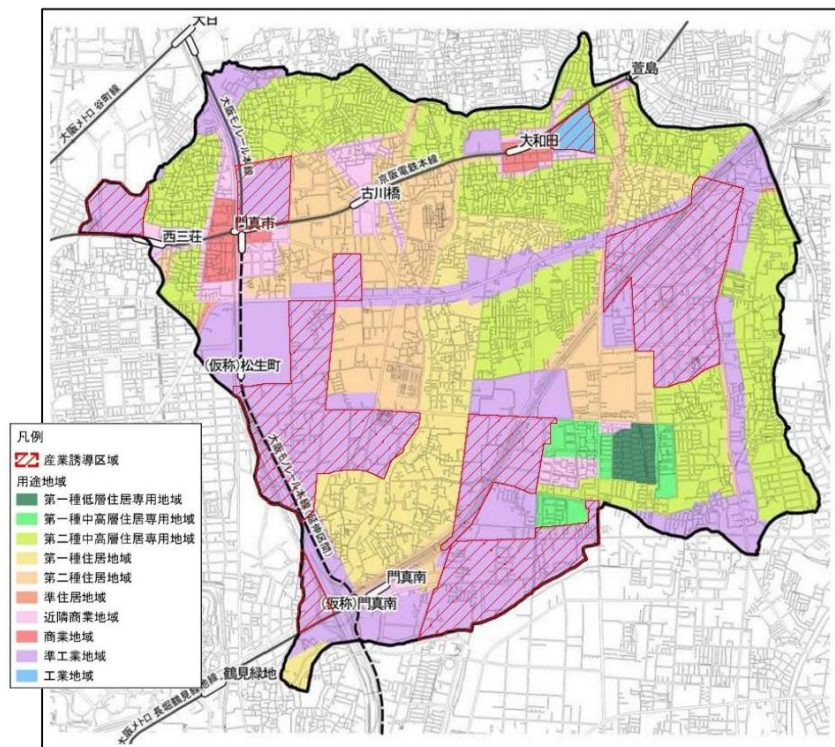 大日
大阪メトロ 谷町線
大阪モノレール本線
萱島
大和田
京阪電鉄本線
古川橋
門真市
西三荘
(仮称)松生町
大阪モノレール本線(延伸区間)
門真南
(仮称)門真南
鶴見緑地
大阪メトロ 長堀鶴見緑地線
凡例
産業誘導区域
用途地域
第一種低層住居専用地域
第一種中高層住居専用地域
第二種中高層住居専用地域
第一種住居地域
第二種住居地域
準住居地域
近隣商業地域
商業地域
準工業地域
工業地域